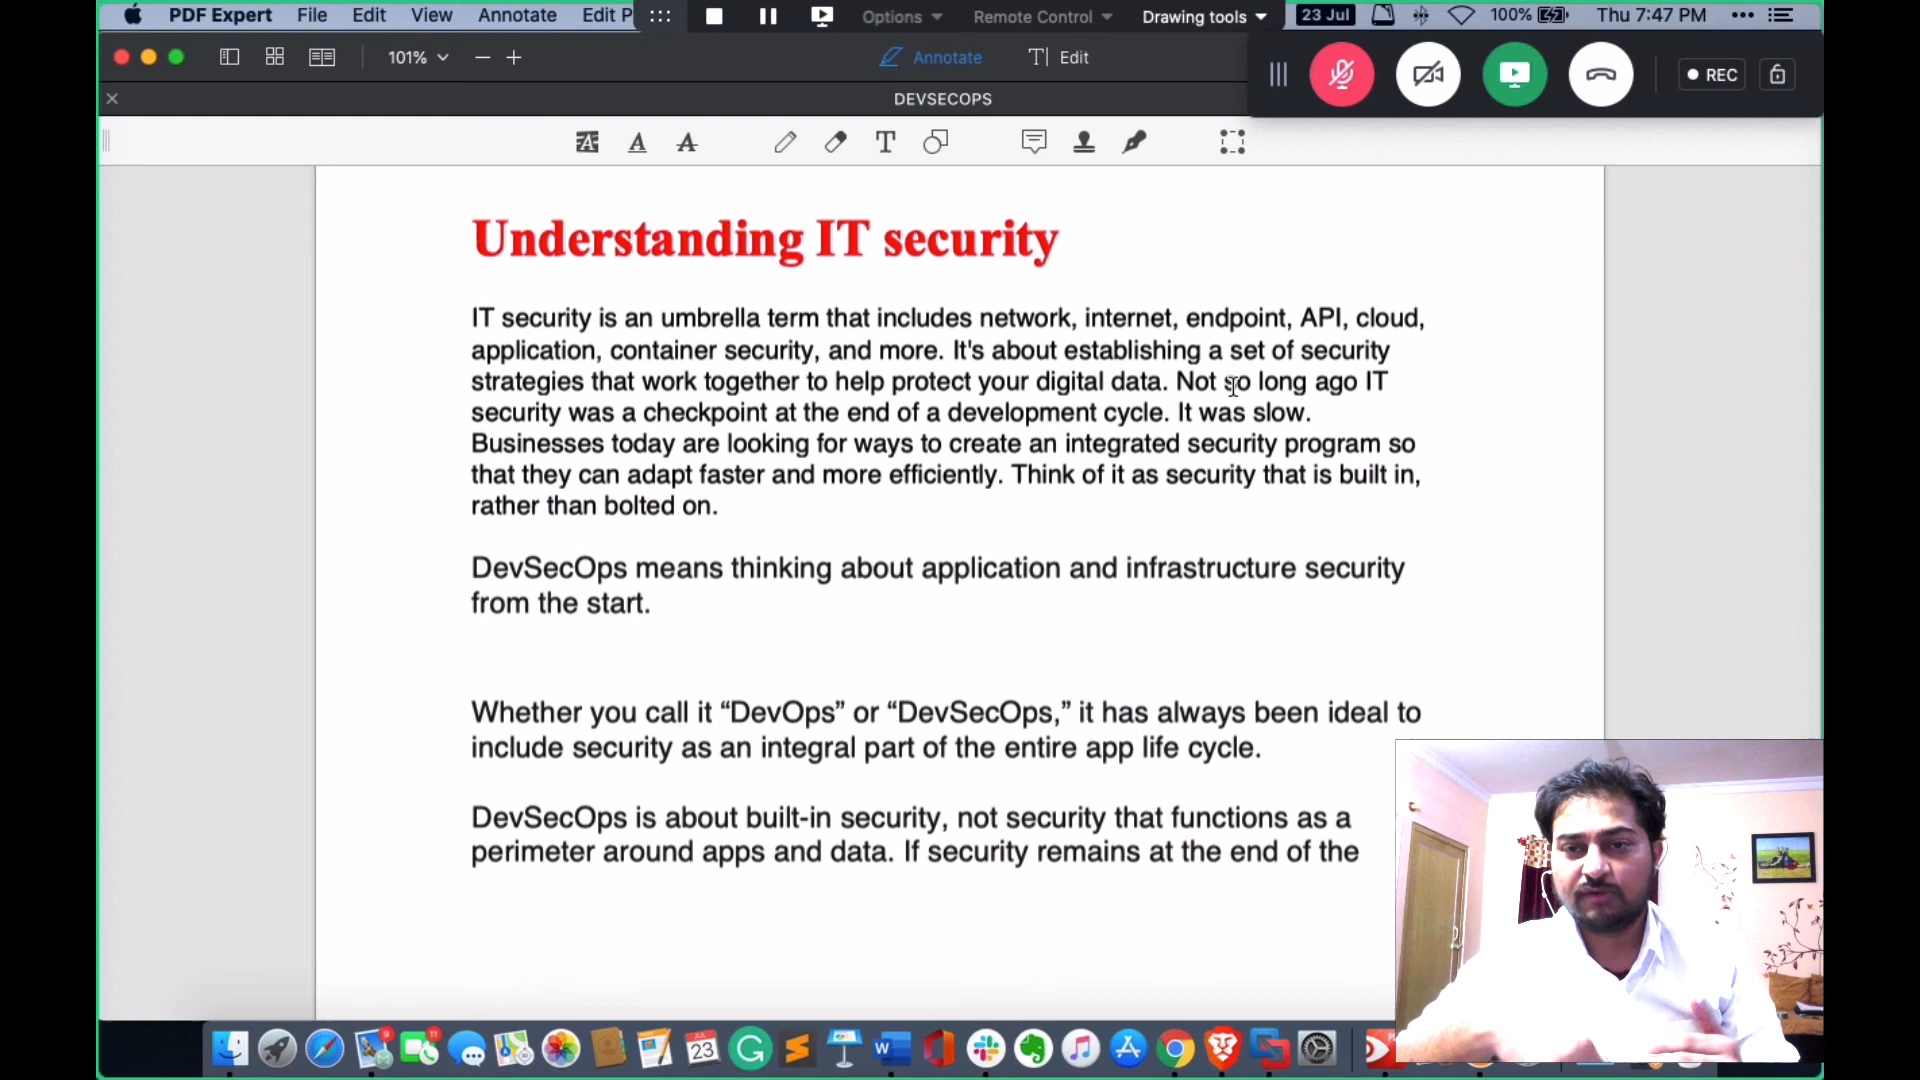 PDF Expert File Edit View Annotate Edit P Options Remote Control Drawing tools 23 Jul 100% Thu 7:47 PM
101% Annotate Edit REC
DEVSECOPS
Understanding IT security
IT security is an umbrella term that includes network, internet, endpoint, API, cloud,
application, container security, and more. It's about establishing a set of security
strategies that work together to help protect your digital data. Not so long ago IT
security was a checkpoint at the end of a development cycle. It was slow.
Businesses today are looking for ways to create an integrated security program so
that they can adapt faster and more efficiently. Think of it as security that is built in,
rather than bolted on.
DevSecOps means thinking about application and infrastructure security
from the start.
Whether you call it “DevOps” or “DevSecOps,” it has always been ideal to
include security as an integral part of the entire app life cycle.
DevSecOps is about built-in security, not security that functions as a
perimeter around apps and data. If security remains at the end of the
9 11 23 W